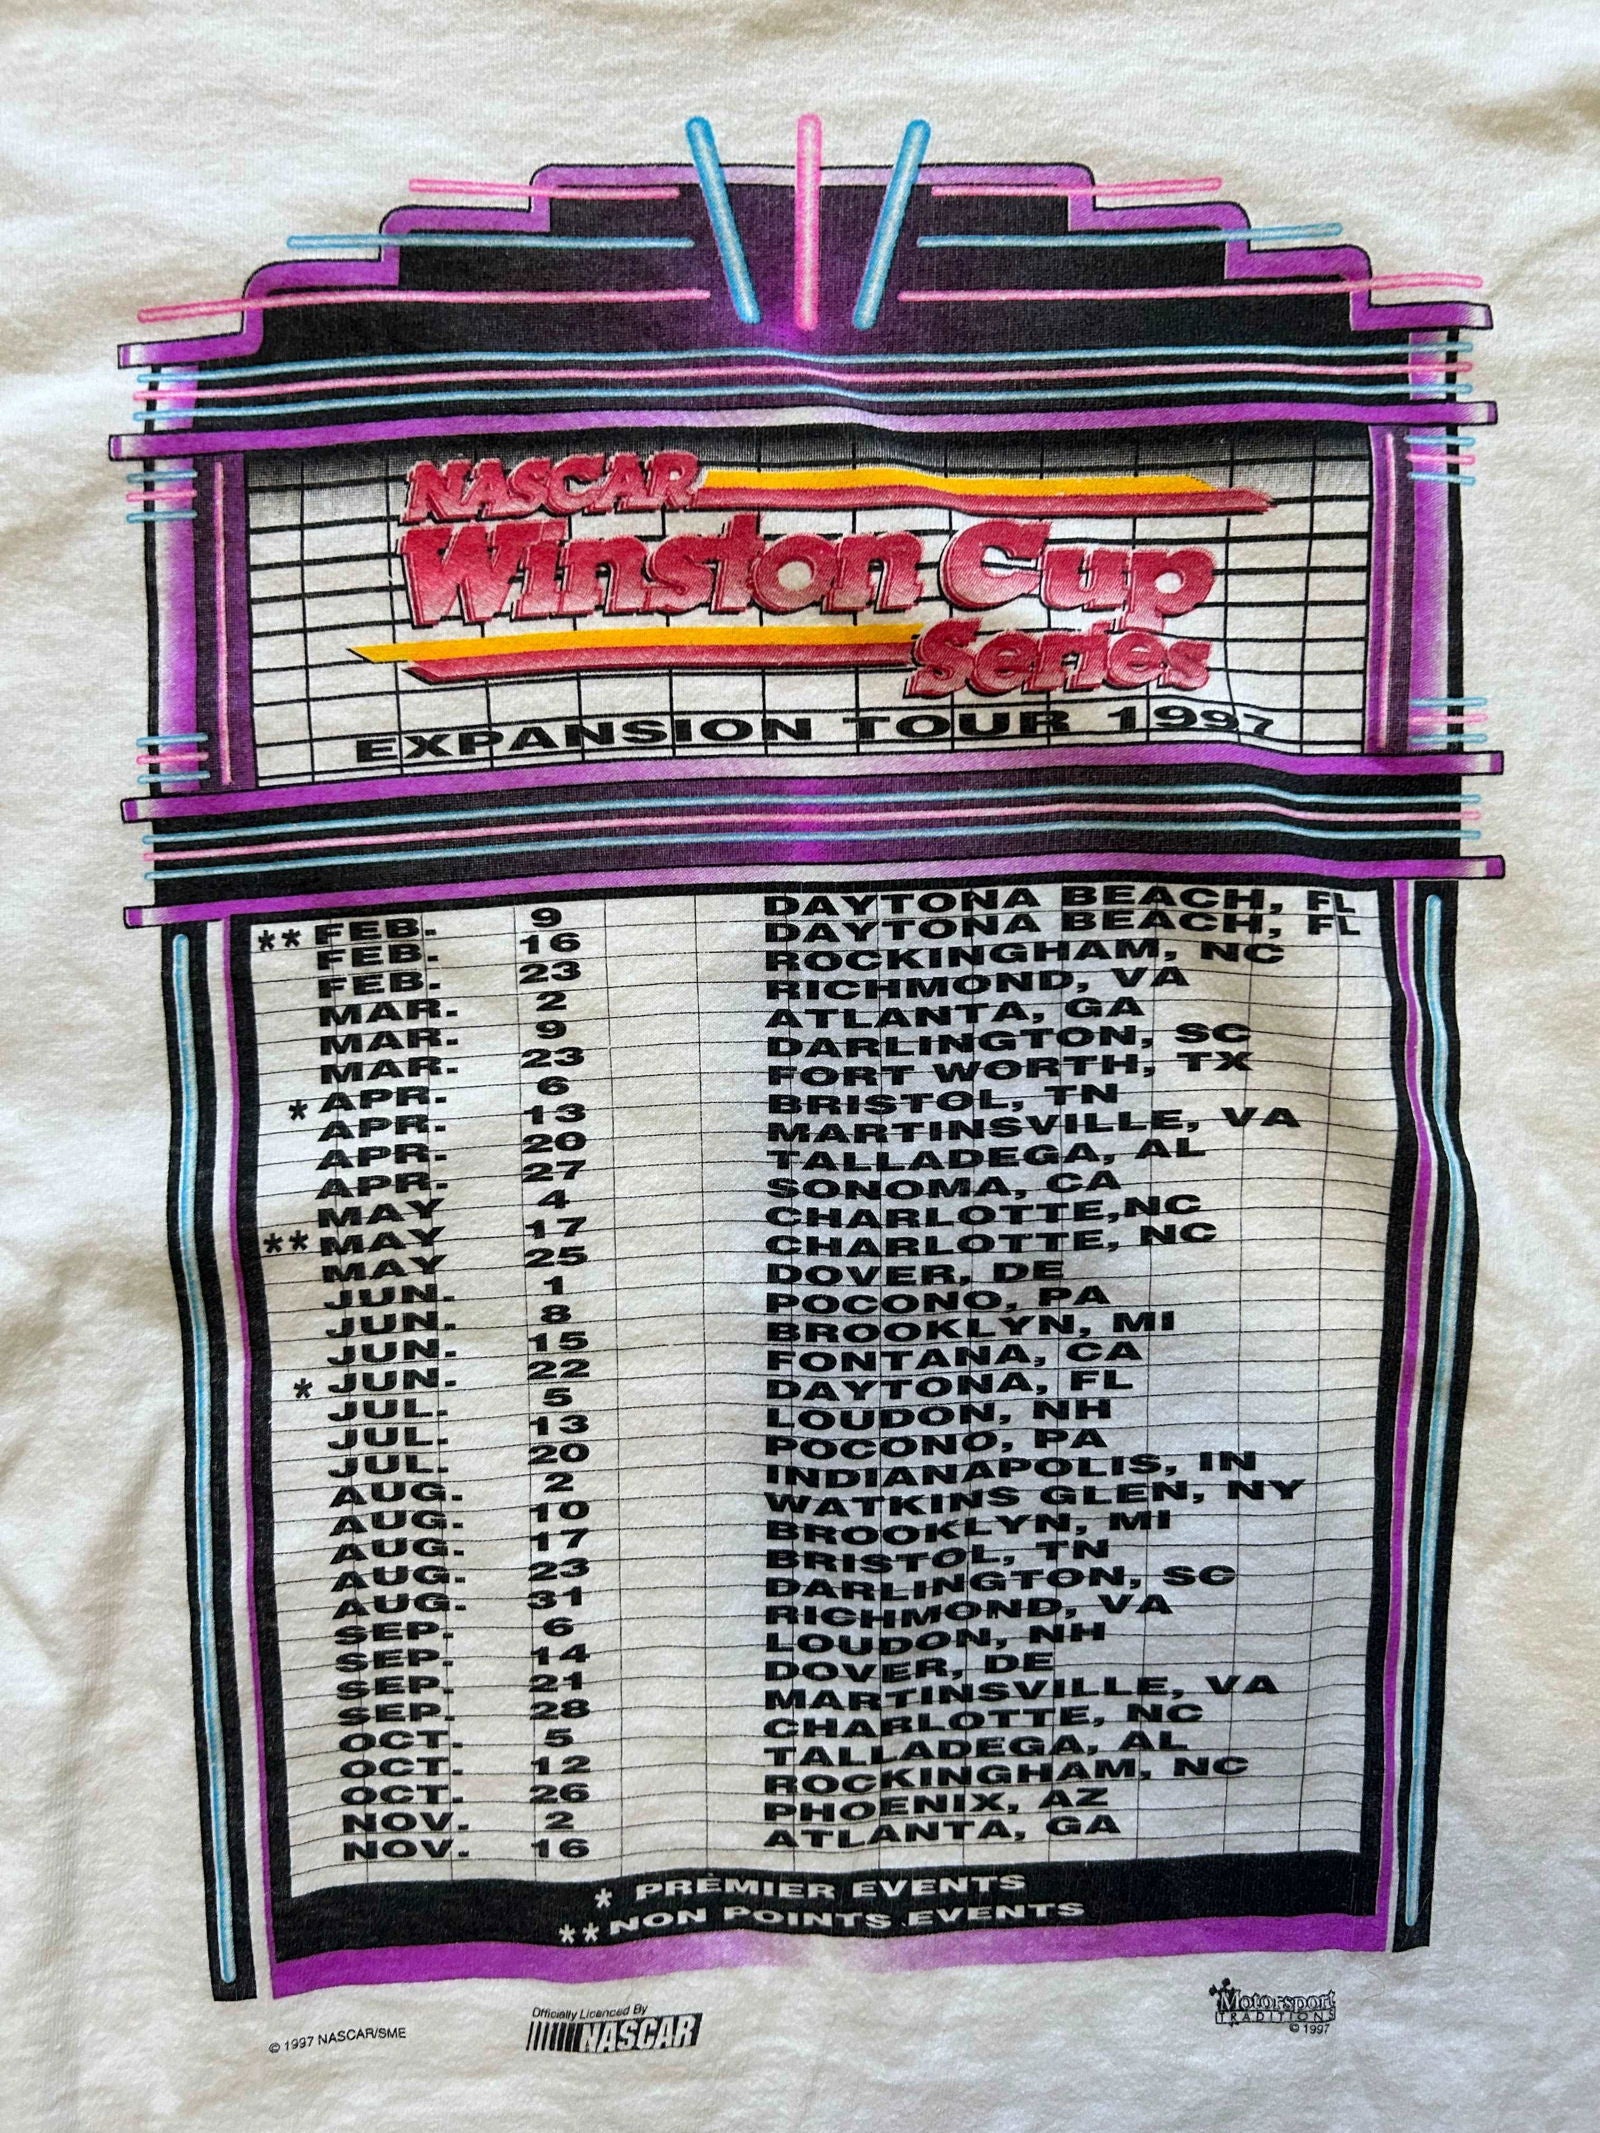 NASCAR
Winston Cup
Series
EXPANSION TOUR 1997
** FEB. 9 DAYTONA BEACH, FL
FEB. 16 DAYTONA BEACH, FL
FEB. 23 ROCKINGHAM, NC
MAR. 2 RICHMOND, VA
MAR. 9 ATLANTA, GA
MAR. 23 DARLINGTON, SC
* APR. 6 FORT WORTH, TX
APR. 13 BRISTOL, TN
APR. 20 MARTINSVILLE, VA
APR. 27 TALLADEGA, AL
MAY 4 SONOMA, CA
** MAY 17 CHARLOTTE,NC
MAY 25 CHARLOTTE, NC
JUN. 1 DOVER, DE
JUN. 8 POCONO, PA
JUN. 15 BROOKLYN, MI
* JUN. 22 FONTANA, CA
JUL. 5 DAYTONA, FL
JUL. 13 LOUDON, NH
JUL. 20 POCONO, PA
AUG. 2 INDIANAPOLIS, IN
AUG. 10 WATKINS GLEN, NY
AUG. 17 BROOKLYN, MI
AUG. 23 BRISTOL, TN
AUG. 31 DARLINGTON, SC
SEP. 6 RICHMOND, VA
SEP. 14 LOUDON, NH
SEP. 21 DOVER, DE
SEP. 28 MARTINSVILLE, VA
OCT. 5 CHARLOTTE, NC
OCT. 12 TALLADEGA, AL
OCT. 26 ROCKINGHAM, NC
NOV. 2 PHOENIX, AZ
NOV. 16 ATLANTA, GA
* PREMIER EVENTS
** NON POINTS EVENTS
© 1997 NASCAR/SME
Officially Licenced By
NASCAR
Motorsport
TRADITIONS
© 1997